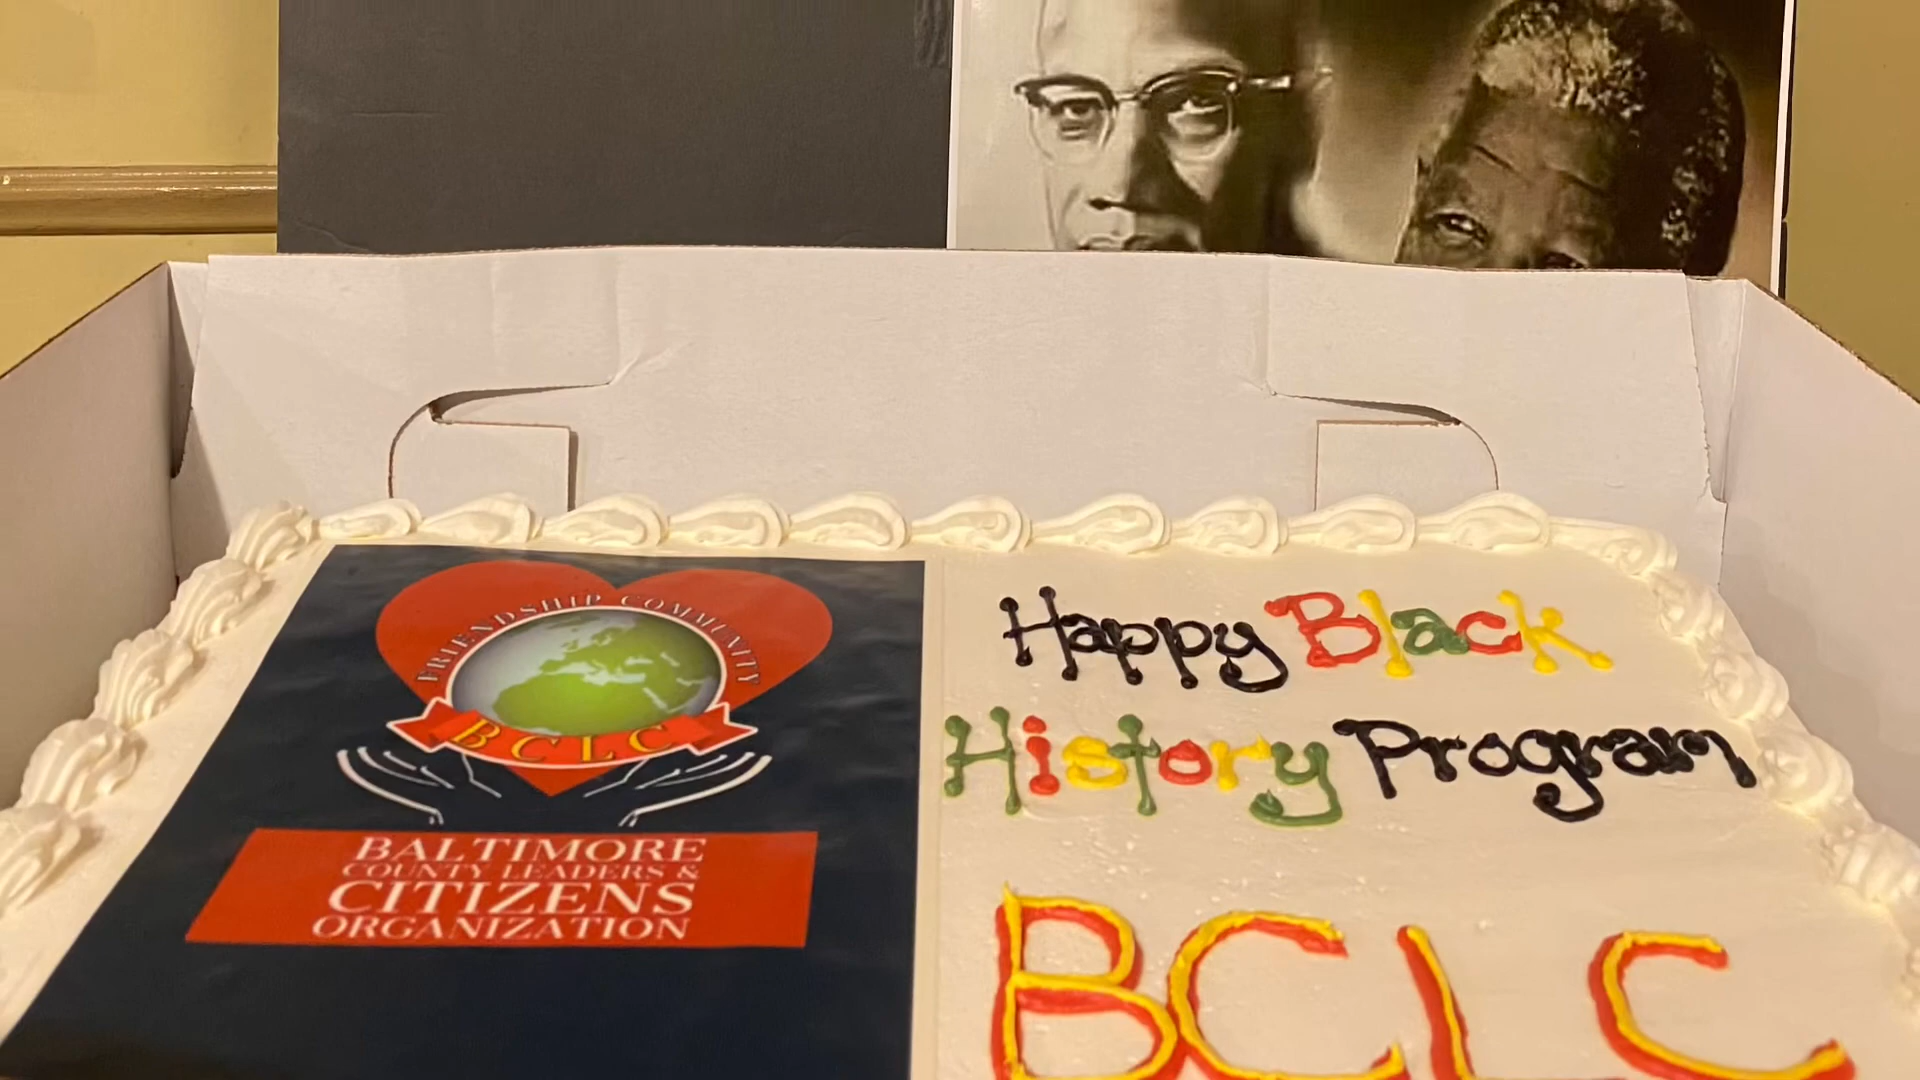 FRIENDSHIP COMMUNITY
BCLC
BALTIMORE
COUNTY LEADERS &
CITIZENS
ORGANIZATION
Happy Black
History Program
BCLC